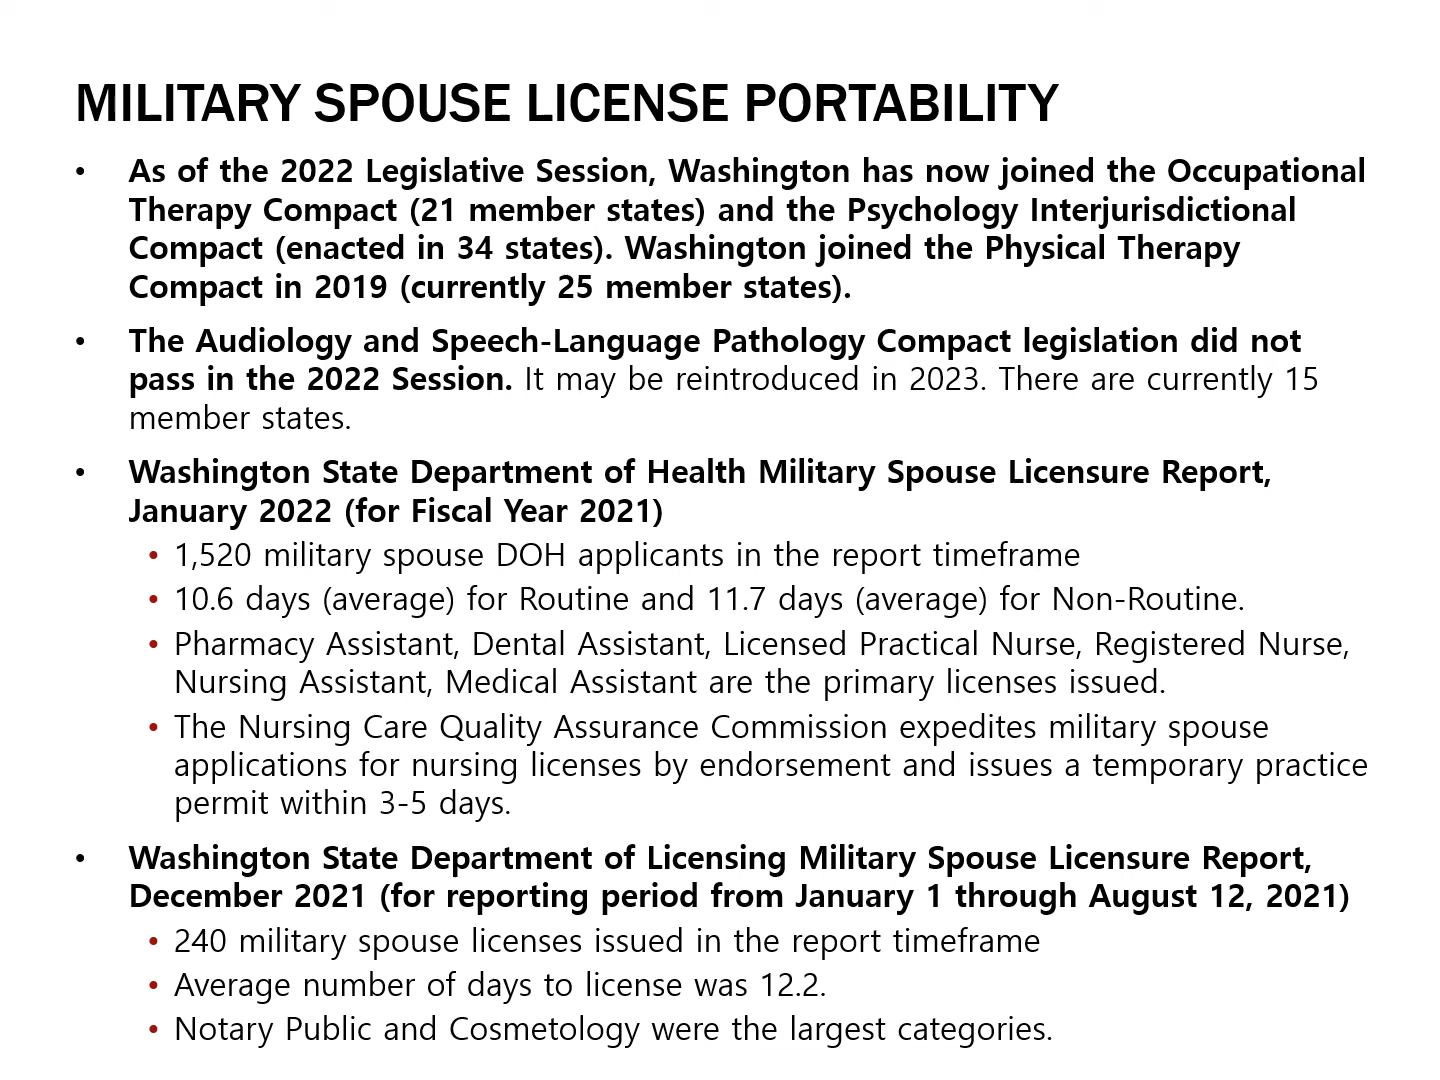 MILITARY SPOUSE LICENSE PORTABILITY
• As of the 2022 Legislative Session, Washington has now joined the Occupational
Therapy Compact (21 member states) and the Psychology Interjurisdictional
Compact (enacted in 34 states). Washington joined the Physical Therapy
Compact in 2019 (currently 25 member states).
• The Audiology and Speech-Language Pathology Compact legislation did not
pass in the 2022 Session. It may be reintroduced in 2023. There are currently 15
member states.
• Washington State Department of Health Military Spouse Licensure Report,
January 2022 (for Fiscal Year 2021)
• 1,520 military spouse DOH applicants in the report timeframe
• 10.6 days (average) for Routine and 11.7 days (average) for Non-Routine.
• Pharmacy Assistant, Dental Assistant, Licensed Practical Nurse, Registered Nurse,
Nursing Assistant, Medical Assistant are the primary licenses issued.
• The Nursing Care Quality Assurance Commission expedites military spouse
applications for nursing licenses by endorsement and issues a temporary practice
permit within 3-5 days.
• Washington State Department of Licensing Military Spouse Licensure Report,
December 2021 (for reporting period from January 1 through August 12, 2021)
• 240 military spouse licenses issued in the report timeframe
• Average number of days to license was 12.2.
• Notary Public and Cosmetology were the largest categories.